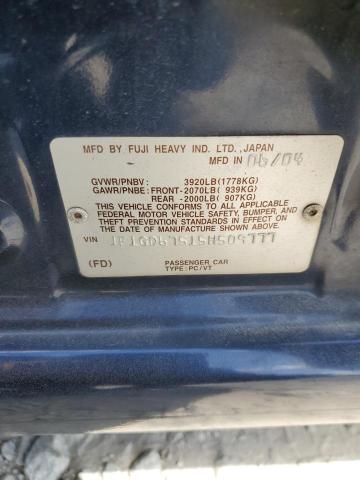 MFD BY FUJI HEAVY IND. LTD., JAPAN
MFD IN 06/04
GVWR/PNBV : 3920LB(1778KG)
GAWR/PNBE: FRONT-2070LB( 939KG)
REAR -2000LB( 907KG)
THIS VEHICLE CONFORMS TO ALL APPLICABLE
FEDERAL MOTOR VEHICLE SAFETY, BUMPER, AND
THEFT PREVENTION STANDARDS IN EFFECT ON THE
DATE OF MANUFACTURE SHOWN ABOVE.
VIN
(FD) PASSENGER CAR
TYPE: PC/VT